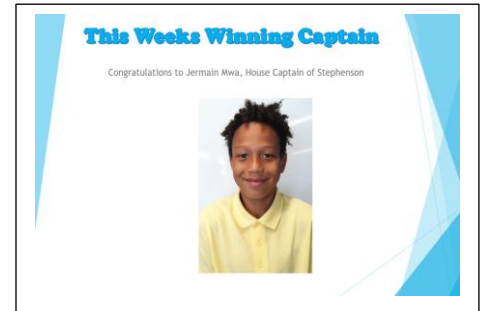 This Weeks Winning Captain
Congratulations to Jermain Mwa, House Captain of Stephenson